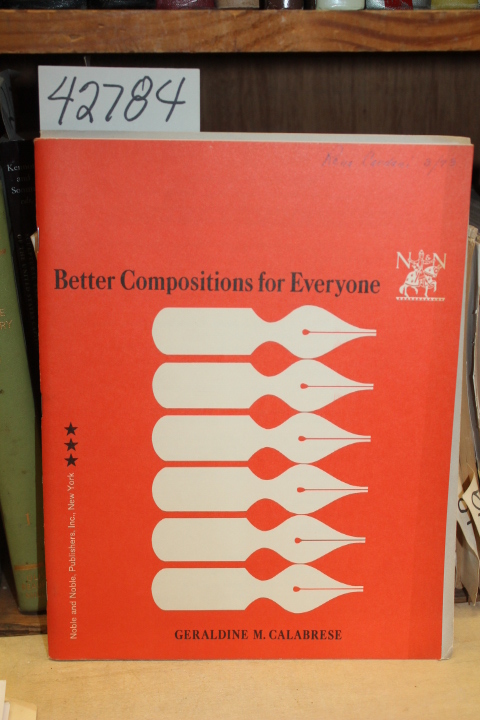 42784
N N
Better Compositions for Everyone
Noble and Noble, Publishers, Inc., New York
GERALDINE M. CALABRESE